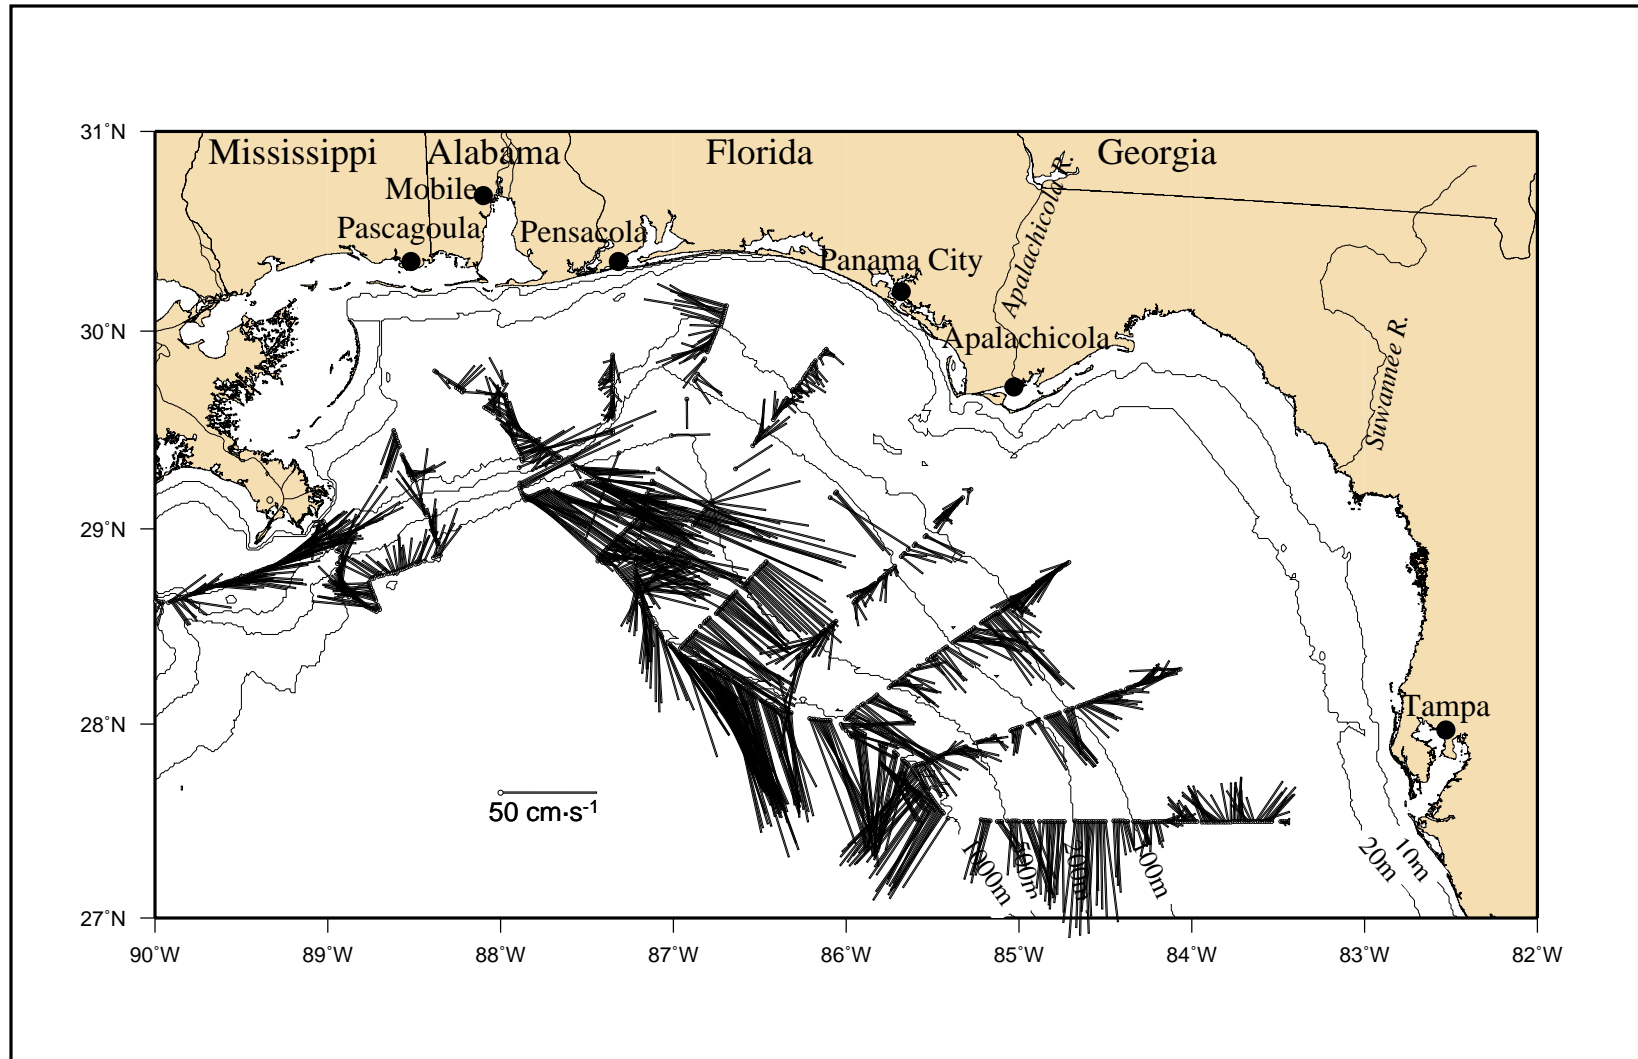 31°N
Mississippi
Alabama
Florida
Georgia
Mobile
Pascagoula
Pensacola
Panama City
Apalachicola R.
30°N
Apalachicola
Suwannee R.
29°N
28°N
Tampa
50 cm·s-1
1000m
500m
200m
100m
20m
10m
27°N
90°W
89°W
88°W
87°W
86°W
85°W
84°W
83°W
82°W